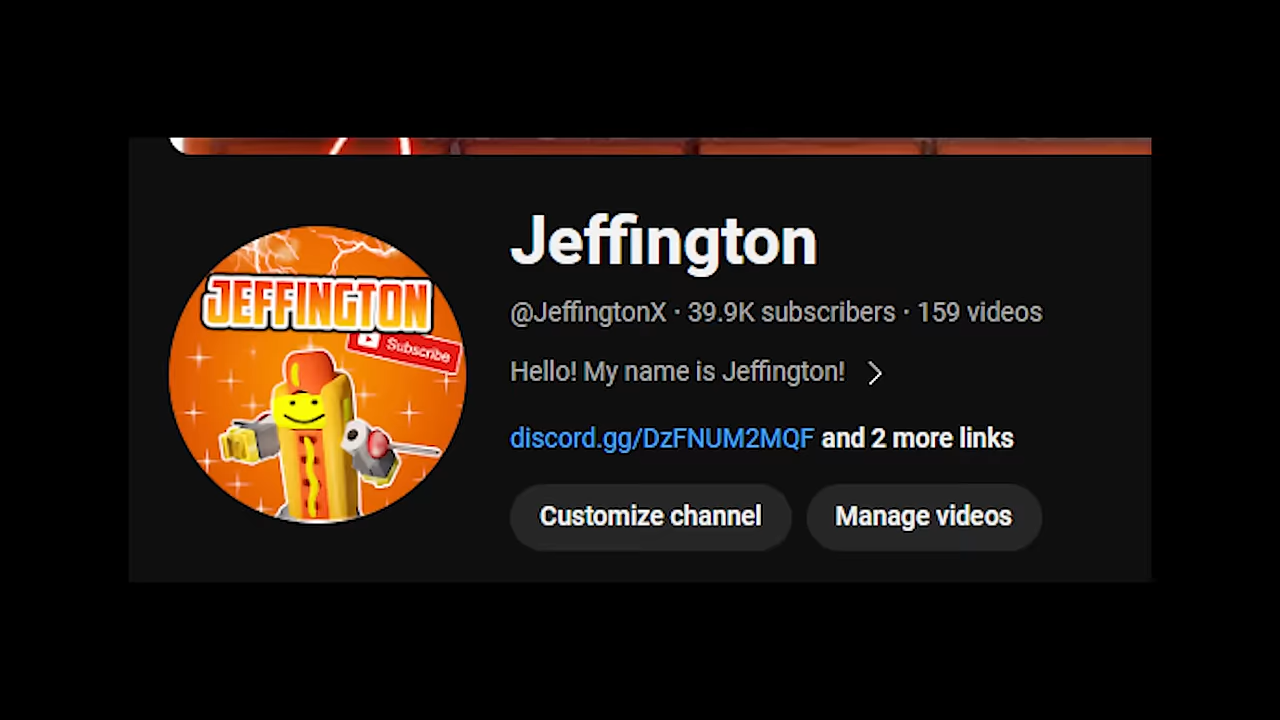 JEFFINGTON
Subscribe
Jeffington
@JeffingtonX · 39.9K subscribers · 159 videos
Hello! My name is Jeffington!
discord.gg/DzFNUM2MQF and 2 more links
Customize channel
Manage videos